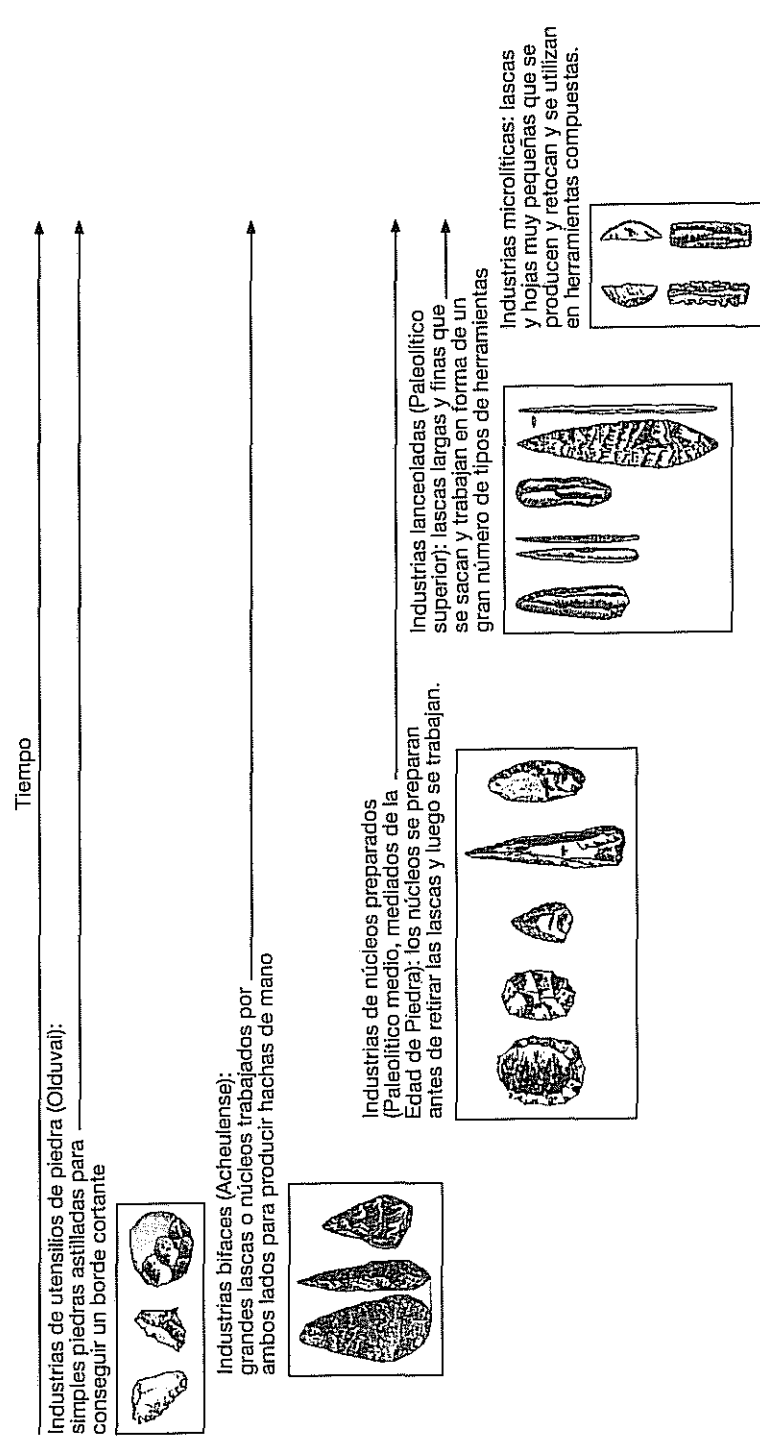 Tiempo
Industrias de utensilios de piedra (Olduvai):
simples piedras astilladas para
conseguir un borde cortante
Industrias bifaces (Acheulense):
grandes lascas o núcleos trabajados por
ambos lados para producir hachas de mano
Industrias de núcleos preparados
(Paleolítico medio, mediados de la
Edad de Piedra): los núcleos se preparan
antes de retirar las lascas y luego se trabajan.
Industrias lanceoladas (Paleolítico
superior): lascas largas y finas que
se sacan y trabajan en forma de un
gran número de tipos de herramientas
Industrias microlíticas: lascas
y hojas muy pequeñas que se
producen y retocan y se utilizan
en herramientas compuestas.